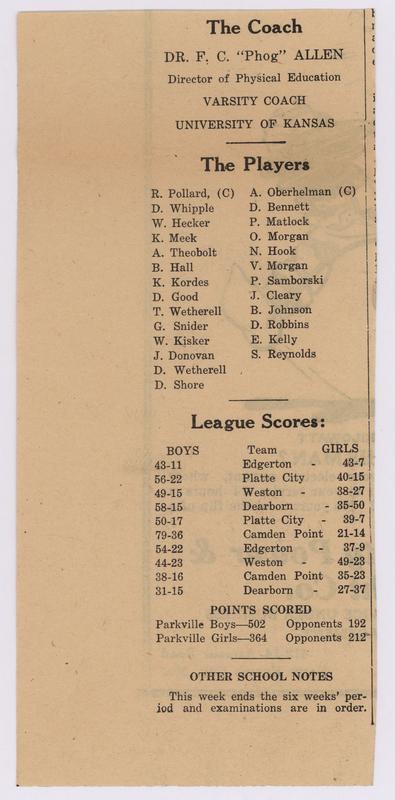 The Coach
DR. F. C. "Phog" ALLEN
Director of Physical Education
VARSITY COACH
UNIVERSITY OF KANSAS
The Players
R. Pollard, (C) A. Oberhelman (C)
D. Whipple D. Bennett
W. Hecker P. Matlock
K. Meek O. Morgan
A. Theobolt N. Hook
B. Hall V. Morgan
K. Kordes P. Samborski
D. Good J. Cleary
T. Wetherell B. Johnson
G. Snider D. Robbins
W. Kisker E. Kelly
J. Donovan S. Reynolds
D. Wetherell
D. Shore
League Scores:
BOYS Team GIRLS
43-11 Edgerton - 43-7
56-22 Platte City 40-15
49-15 Weston - 38-27
58-15 Dearborn - 35-50
50-17 Platte City - 39-7
79-36 Camden Point 21-14
54-22 Edgerton - 37-9
44-23 Weston - 49-23
38-16 Camden Point 35-23
31-15 Dearborn - 27-37
POINTS SCORED
Parkville Boys—502 Opponents 192
Parkville Girls—364 Opponents 212
OTHER SCHOOL NOTES
This week ends the six weeks' per-
iod and examinations are in order.